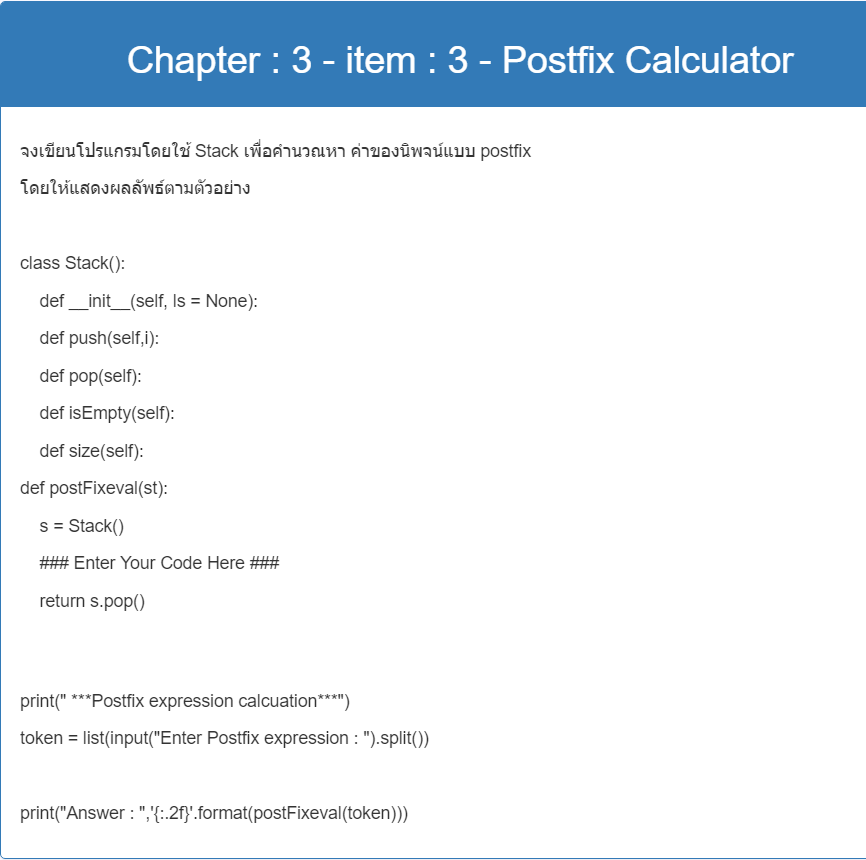 Chapter : 3 - item : 3 - Postfix Calculator
จงเขียนโปรแกรมโดยใช้ Stack เพื่อคำนวณหา ค่าของนิพจน์แบบ postfix
โดยให้แสดงผลลัพธ์ตามตัวอย่าง
class Stack():
def __init__(self, ls = None):
def push(self,i):
def pop(self):
def isEmpty(self):
def size(self):
def postFixeval(st):
s = Stack()
### Enter Your Code Here ###
return s.pop()
print(" ***Postfix expression calcuation***")
token = list(input("Enter Postfix expression : ").split())
print("Answer : ",'{:.2f}'.format(postFixeval(token)))